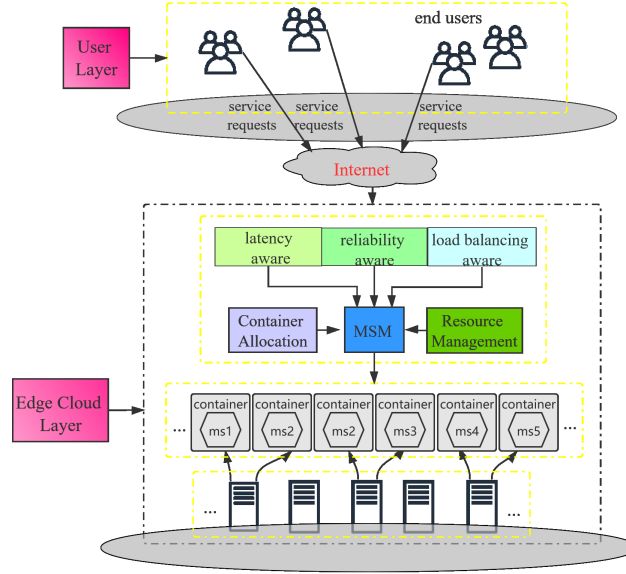 end users
User
Layer
service service service
requests requests requests
Internet
latency
aware
reliability
aware
load balancing
aware
Container
Allocation
MSM
Resource
Management
Edge Cloud
Layer
container container container container container container
... ms1 ms2 ms2 ms3 ms4 ms5 ...
... ...